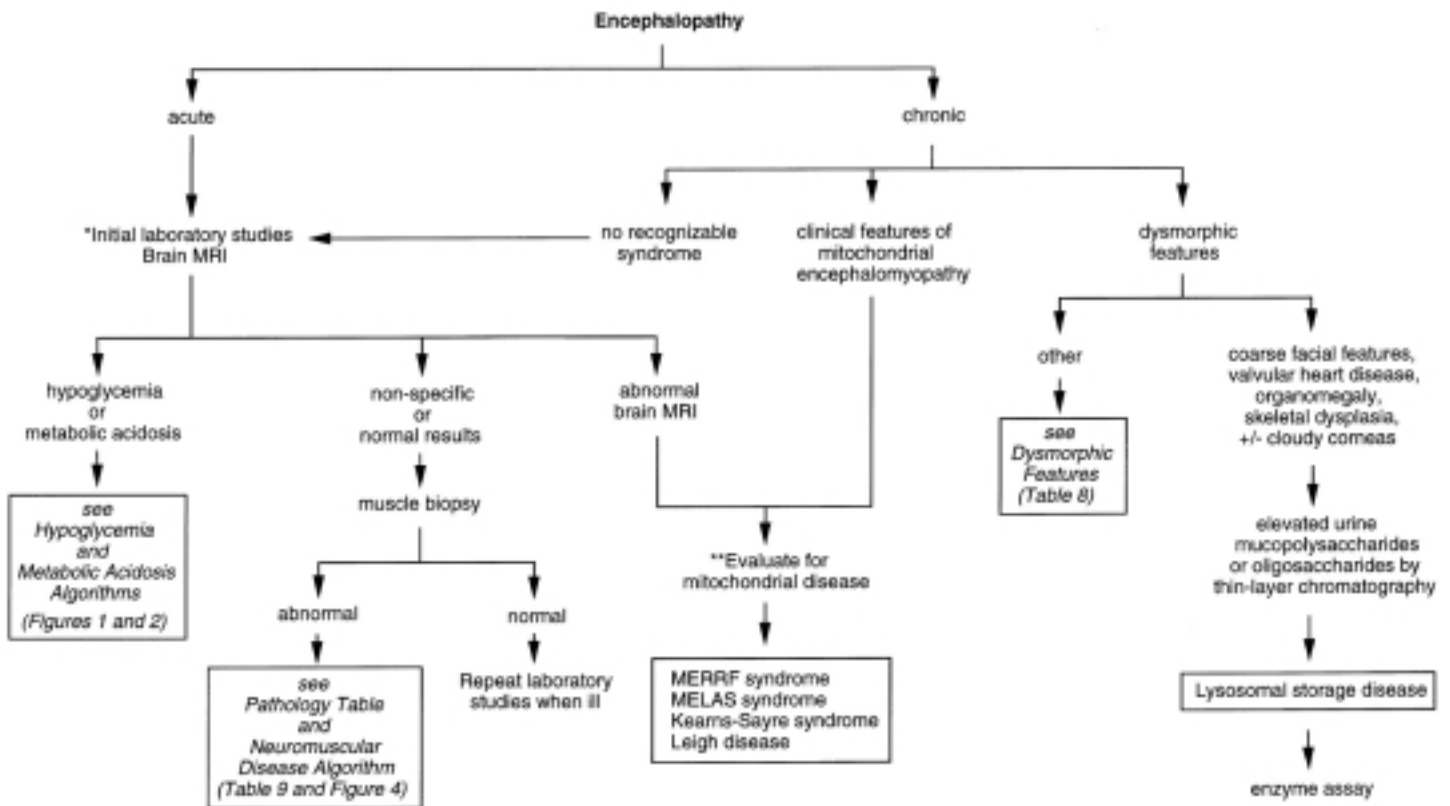 Encephalopathy
acute
chronic
*Initial laboratory studies
Brain MRI
no recognizable
syndrome
clinical features of
mitochondrial
encephalomyopathy
dysmorphic
features
hypoglycemia
or
metabolic acidosis
non-specific
or
normal results
abnormal
brain MRI
other
coarse facial features,
valvular heart disease,
organomegaly,
skeletal dysplasia,
+/- cloudy corneas
see
Hypoglycemia
and
Metabolic Acidosis
Algorithms
(Figures 1 and 2)
muscle biopsy
see
Dysmorphic
Features
(Table 8)
**Evaluate for
mitochondrial disease
elevated urine
mucopolysaccharides
or oligosaccharides by
thin-layer chromatography
abnormal
normal
see
Pathology Table
and
Neuromuscular
Disease Algorithm
(Table 9 and Figure 4)
Repeat laboratory
studies when ill
MERRF syndrome
MELAS syndrome
Kearns-Sayre syndrome
Leigh disease
Lysosomal storage disease
enzyme assay